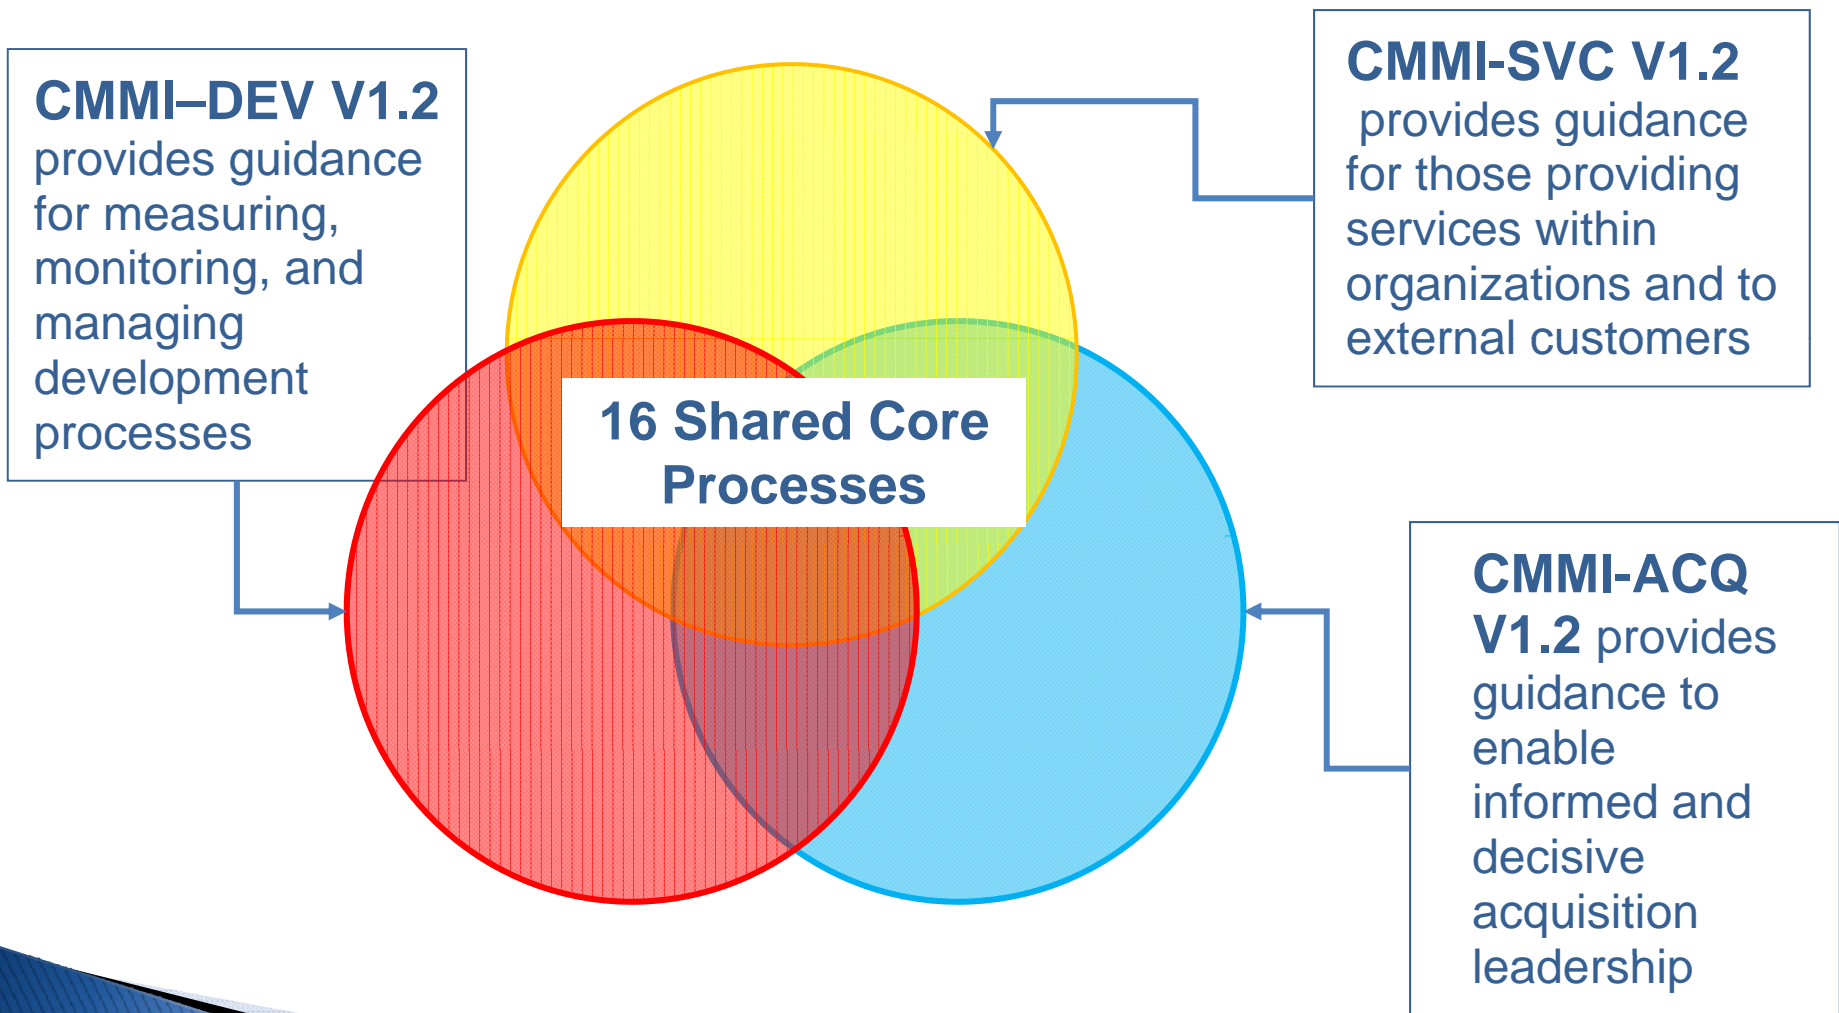 CMMI–DEV V1.2
provides guidance
for measuring,
monitoring, and
managing
development
processes
CMMI-SVC V1.2
provides guidance
for those providing
services within
organizations and to
external customers
16 Shared Core
Processes
CMMI-ACQ
V1.2 provides
guidance to
enable
informed and
decisive
acquisition
leadership